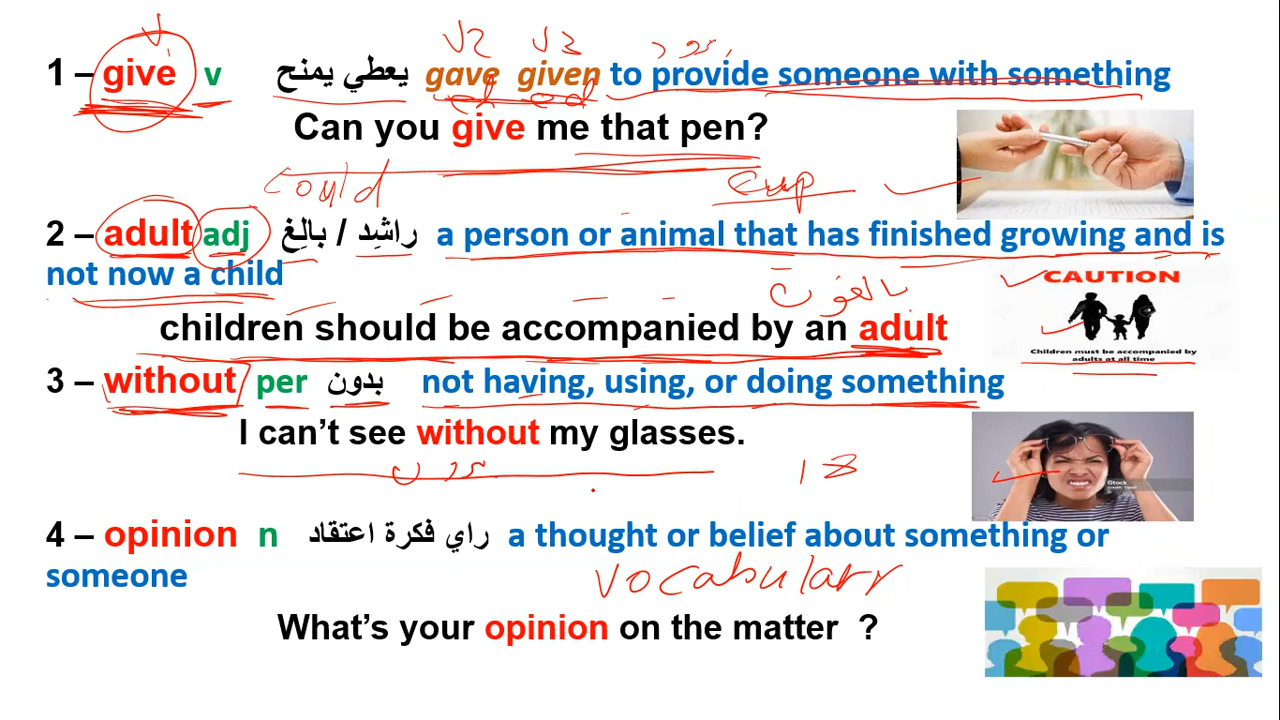 1 – give v يعطي يمنح gave given to provide someone with something
Can you give me that pen?
could cup
2 – adult adj راشِد / بالِغ a person or animal that has finished growing and is
not now a child
CAUTION
children should be accompanied by an adult
Children must be accompanied by
adults at all time
3 – without per بدون not having, using, or doing something
I can't see without my glasses.
18
iStock
4 – opinion n راي فكرة اعتقاد a thought or belief about something or
someone
vocabulary
What's your opinion on the matter ?